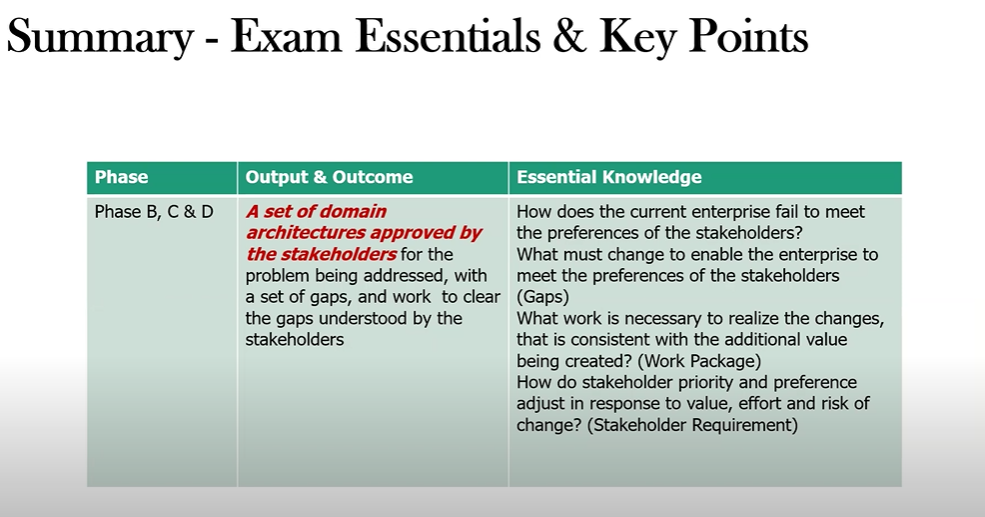 Summary - Exam Essentials & Key Points
Phase
Output & Outcome
Essential Knowledge
Phase B, C & D
A set of domain
architectures approved by
the stakeholders for the
problem being addressed, with
a set of gaps, and work to clear
the gaps understood by the
stakeholders
How does the current enterprise fail to meet
the preferences of the stakeholders?
What must change to enable the enterprise to
meet the preferences of the stakeholders
(Gaps)
What work is necessary to realize the changes,
that is consistent with the additional value
being created? (Work Package)
How do stakeholder priority and preference
adjust in response to value, effort and risk of
change? (Stakeholder Requirement)